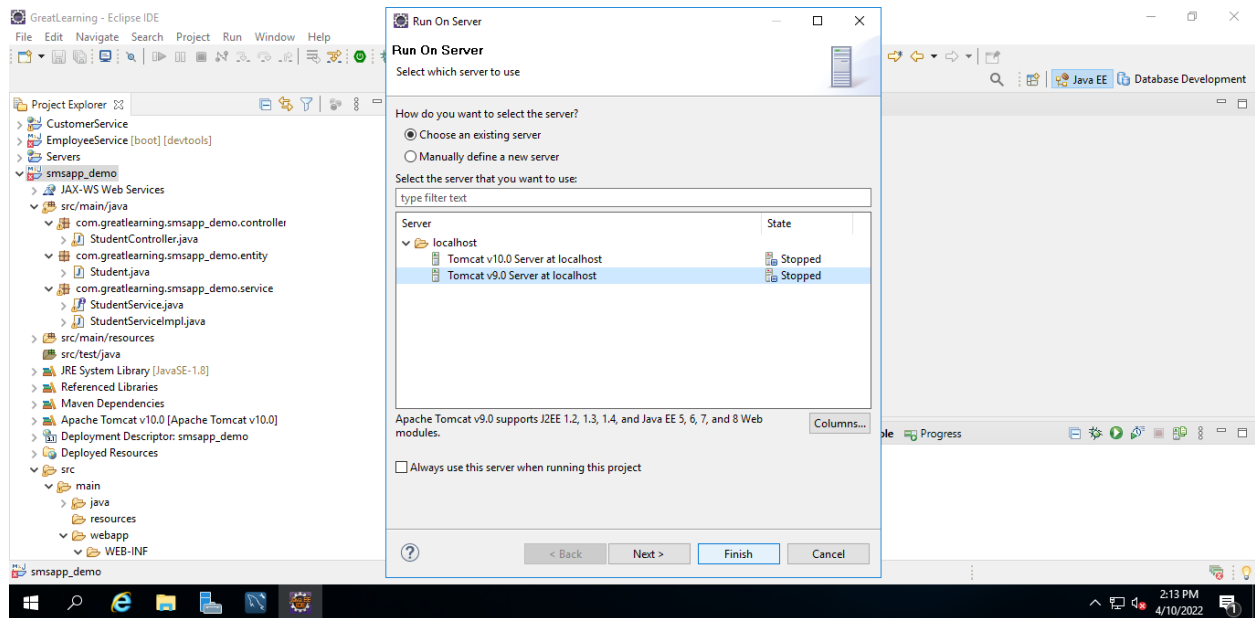 GreatLearning - Eclipse IDE
File Edit Navigate Search Project Run Window Help
Java EE Database Development
Project Explorer
CustomerService
EmployeeService [boot] [devtools]
Servers
smsapp_demo
JAX-WS Web Services
src/main/java
com.greatlearning.smsapp_demo.controller
StudentController.java
com.greatlearning.smsapp_demo.entity
Student.java
com.greatlearning.smsapp_demo.service
StudentService.java
StudentServiceImpl.java
src/main/resources
src/test/java
JRE System Library [JavaSE-1.8]
Referenced Libraries
Maven Dependencies
Apache Tomcat v10.0 [Apache Tomcat v10.0]
Deployment Descriptor: smsapp_demo
Deployed Resources
src
main
java
resources
webapp
WEB-INF
Run On Server
Run On Server
Select which server to use
How do you want to select the server?
Choose an existing server
Manually define a new server
Select the server that you want to use:
type filter text
Server State
localhost
Tomcat v10.0 Server at localhost Stopped
Tomcat v9.0 Server at localhost Stopped
Apache Tomcat v9.0 supports J2EE 1.2, 1.3, 1.4, and Java EE 5, 6, 7, and 8 Web
modules.
Columns...
Always use this server when running this project
? < Back Next > Finish Cancel
ole Progress
smsapp_demo
2:13 PM
4/10/2022
1